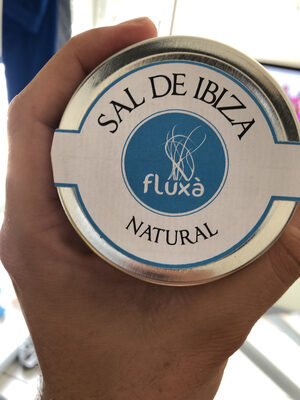 SAL DE IBIZA
fluxà
NATURAL